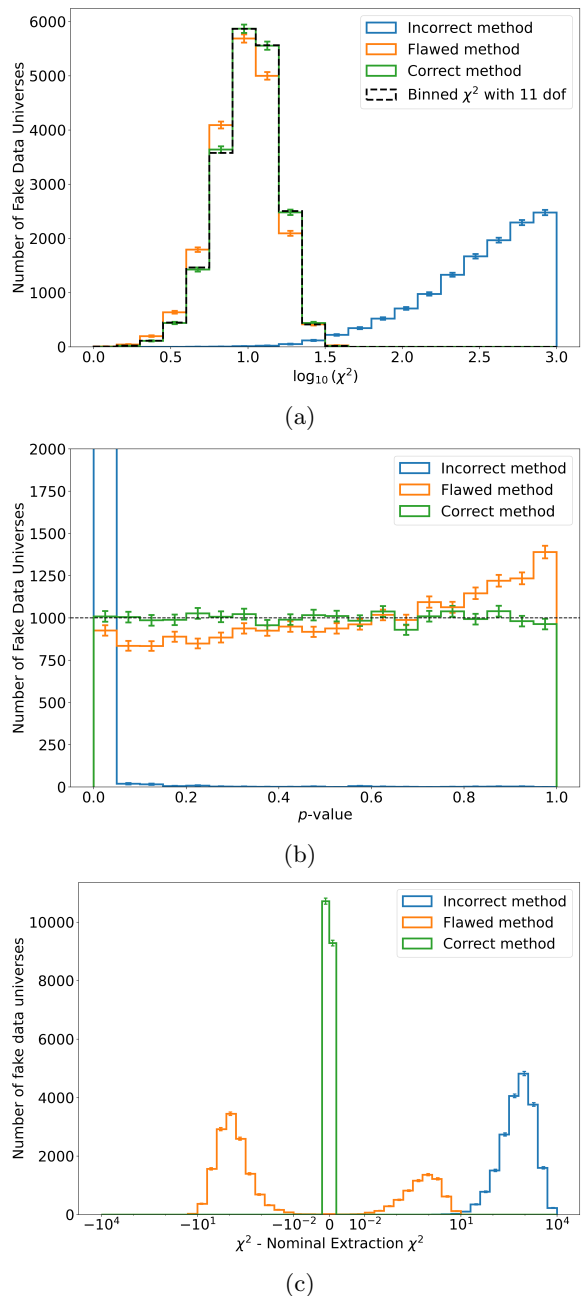 6000
5000
4000
3000
2000
1000
0
Number of Fake Data Universes
Incorrect method
Flawed method
Correct method
Binned χ² with 11 dof
0.0 0.5 1.0 1.5 2.0 2.5 3.0
log₁₀(χ²)
(a)
2000
1750
1500
1250
1000
750
500
250
0
Number of Fake Data Universes
Incorrect method
Flawed method
Correct method
0.0 0.2 0.4 0.6 0.8 1.0
p-value
(b)
10000
8000
6000
4000
2000
0
Number of fake data universes
Incorrect method
Flawed method
Correct method
−10⁴ −10¹ −10⁻² 0 10⁻² 10¹ 10⁴
χ² - Nominal Extraction χ²
(c)